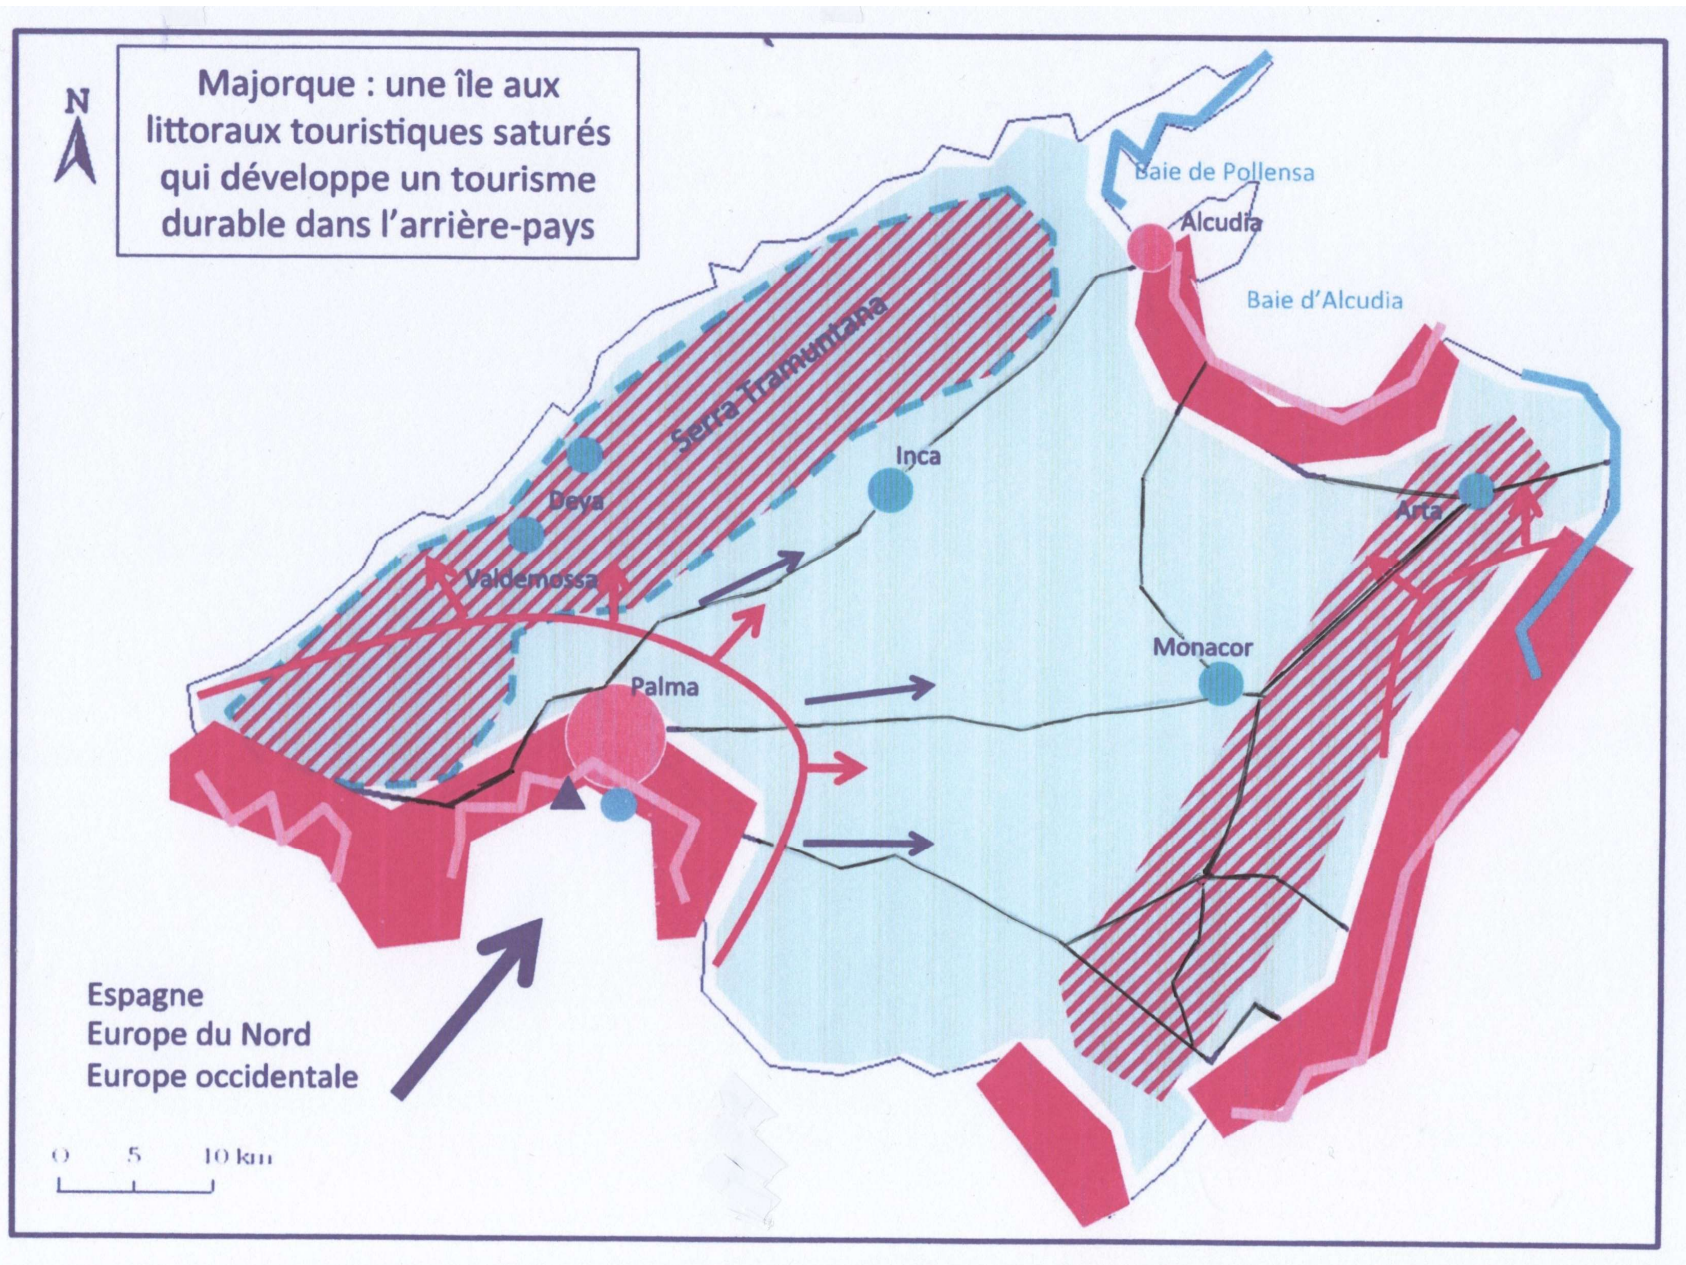 N
Majorque : une île aux
littoraux touristiques saturés
qui développe un tourisme
durable dans l'arrière-pays
Baie de Pollensa
Alcudia
Baie d'Alcudia
Serra Tramuntana
Inca
Deya
Arta
Valdemossa
Monacor
Palma
Espagne
Europe du Nord
Europe occidentale
0 5 10 km